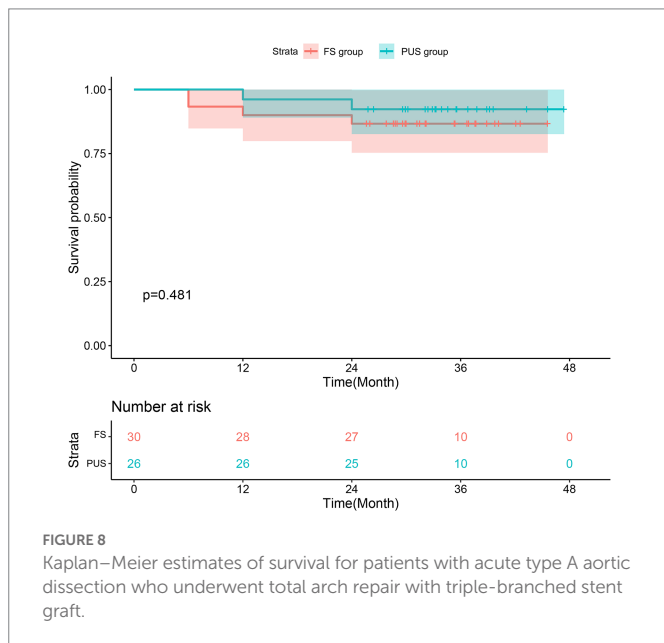 Strata FS group PUS group
1.00
0.75
0.50
0.25
0.00
Survival probability
p=0.481
0 12 24 36 48
Time(Month)
Number at risk
Strata
FS 30 28 27 10 0
PUS 26 26 25 10 0
0 12 24 36 48
Time(Month)
FIGURE 8
Kaplan–Meier estimates of survival for patients with acute type A aortic
dissection who underwent total arch repair with triple-branched stent
graft.